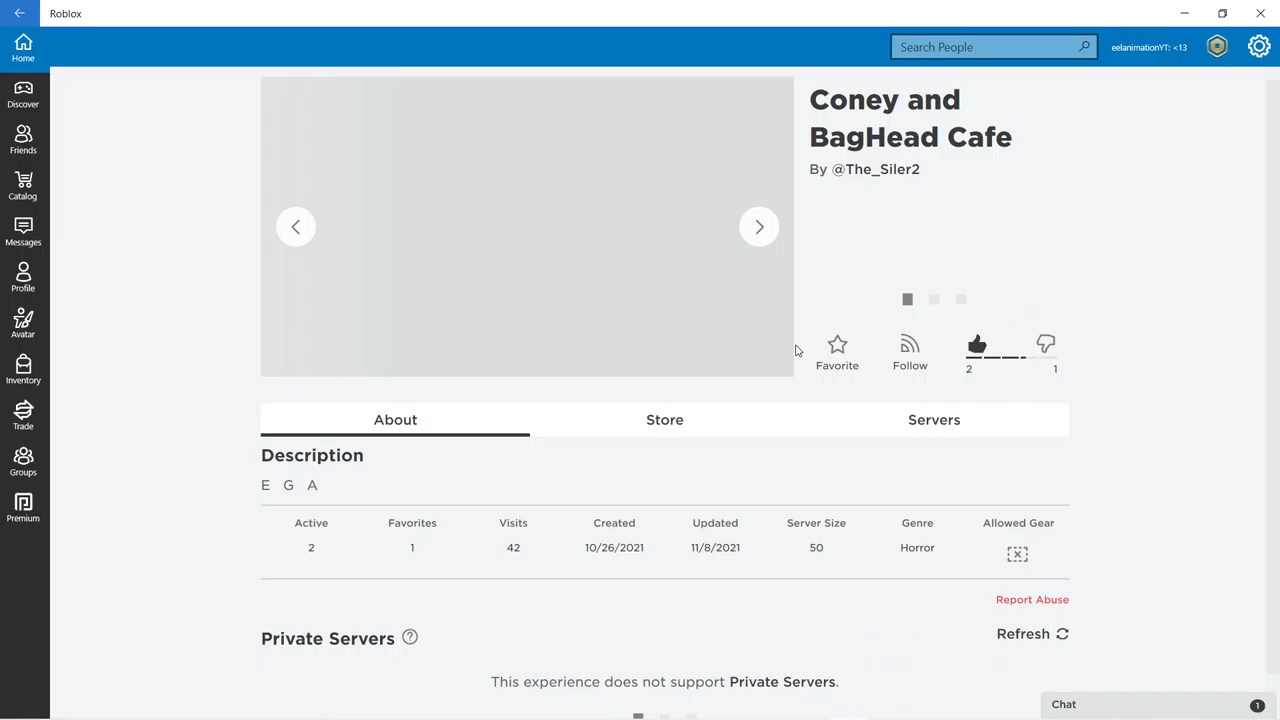 Roblox
Home
Search People
eelanimationYT: <13
Discover
Friends
Catalog
Messages
Profile
Avatar
Inventory
Trade
Groups
Premium
Coney and
BagHead Cafe
By @The_Siler2
Favorite
Follow
2
1
About
Store
Servers
Description
E G A
Active
Favorites
Visits
Created
Updated
Server Size
Genre
Allowed Gear
2
1
42
10/26/2021
11/8/2021
50
Horror
Report Abuse
Private Servers ?
Refresh
This experience does not support Private Servers.
Chat
1